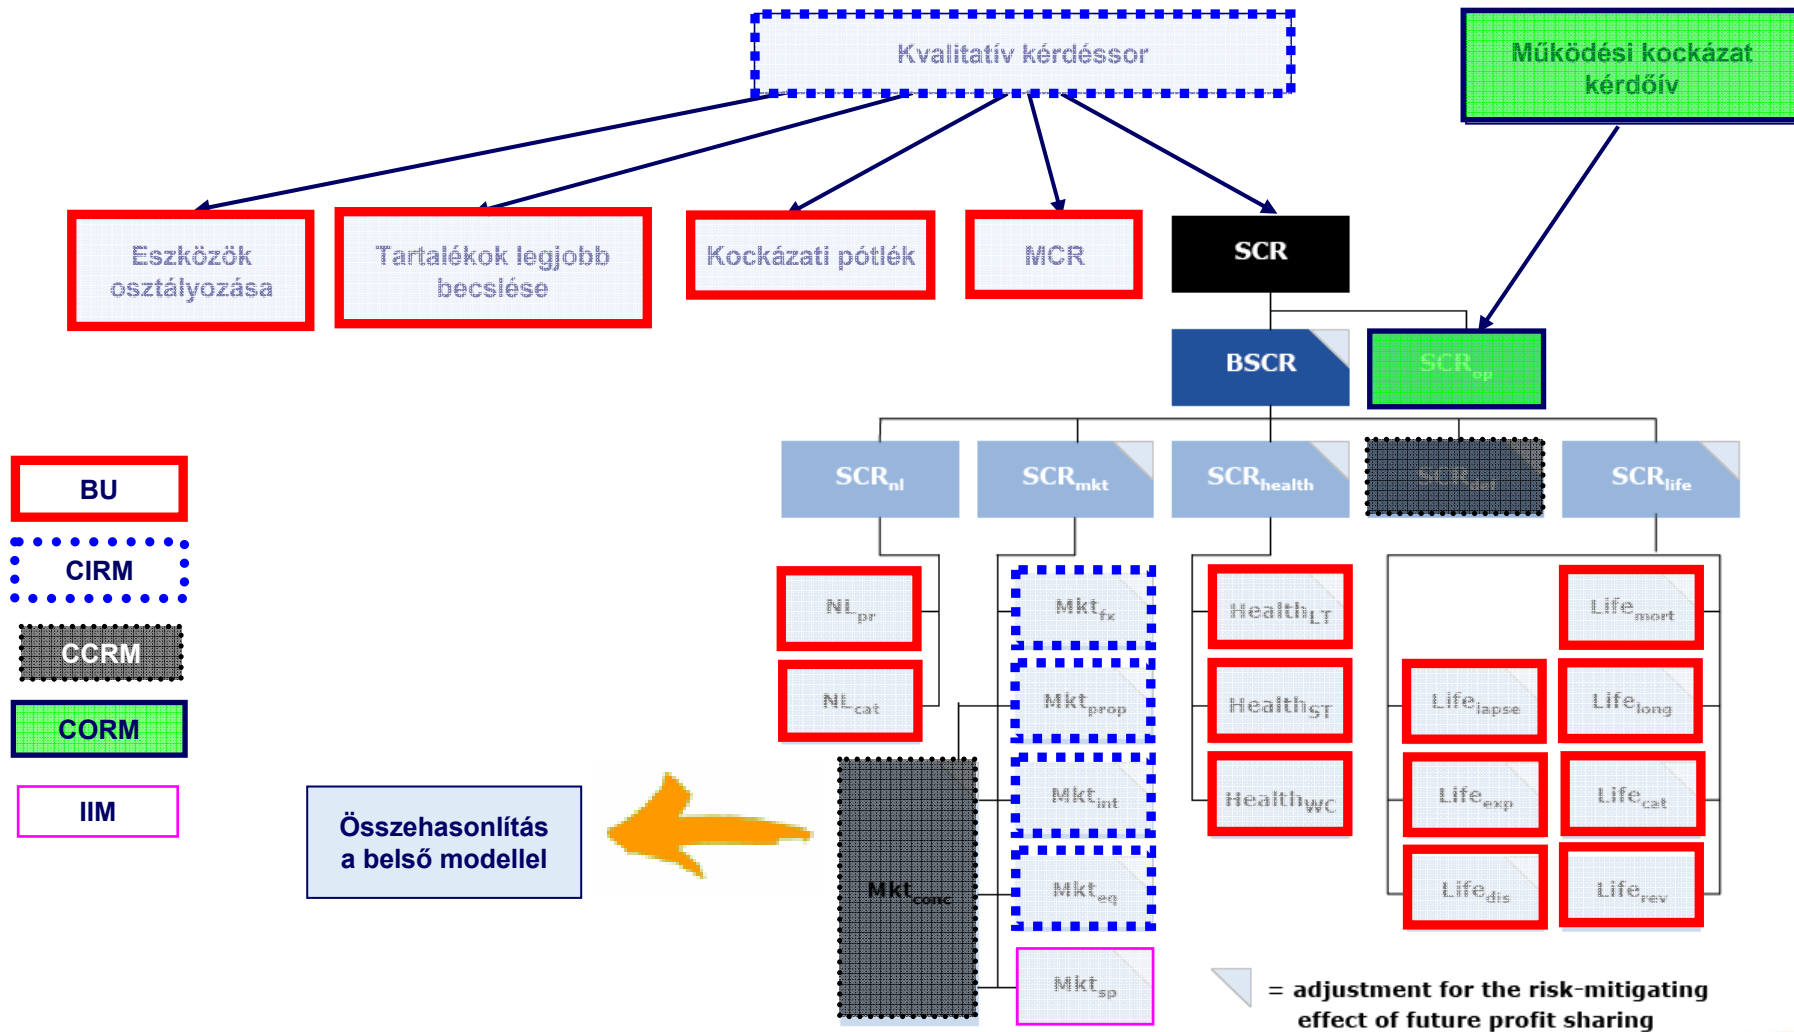 Kvalitatív kérdéssor
Működési kockázat
kérdőív
Eszközök
osztályozása
Tartalékok legjobb
becslése
Kockázati pótlék
MCR
SCR
BSCR
SCRop
SCRnl
SCRmkt
SCRhealth
SCRdef
SCRlife
BU
CIRM
CCRM
CORM
IIM
NLpr
NLcat
Mktfx
Mktprop
Mktint
Mkteq
Mktsp
Mktconc
HealthLT
HealthST
HealthWC
Lifemort
Lifelapse
Lifelong
Lifeexp
Lifecat
Lifedis
Liferev
Összehasonlítás
a belső modellel
= adjustment for the risk-mitigating
effect of future profit sharing